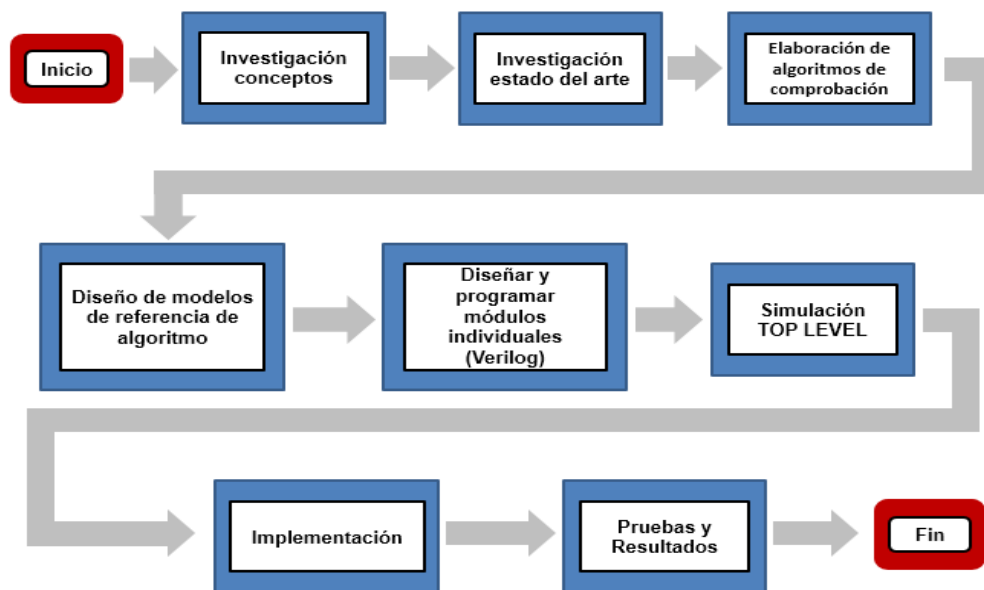 Inicio
Investigación
conceptos
Investigación
estado del arte
Elaboración de
algoritmos de
comprobación
Diseño de modelos
de referencia de
algoritmo
Diseñar y
programar
módulos
individuales
(Verilog)
Simulación
TOP LEVEL
Implementación
Pruebas y
Resultados
Fin